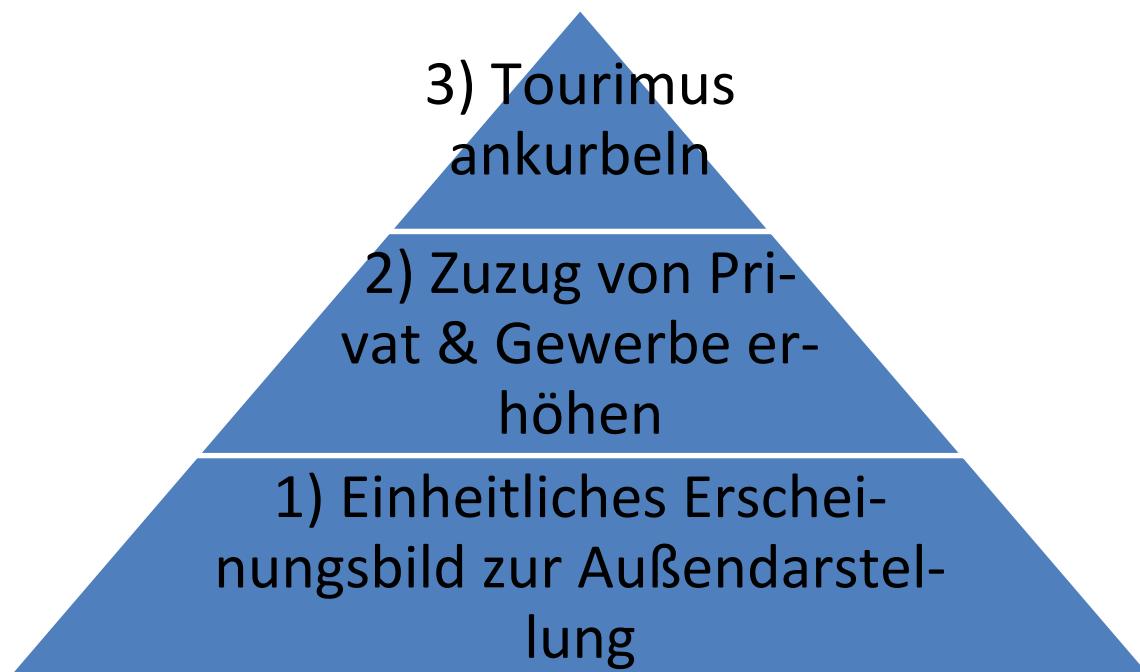 3) Tourimus
ankurbeln
2) Zuzug von Pri-
vat & Gewerbe er-
höhen
1) Einheitliches Erschei-
nungsbild zur Außendarstel-
lung